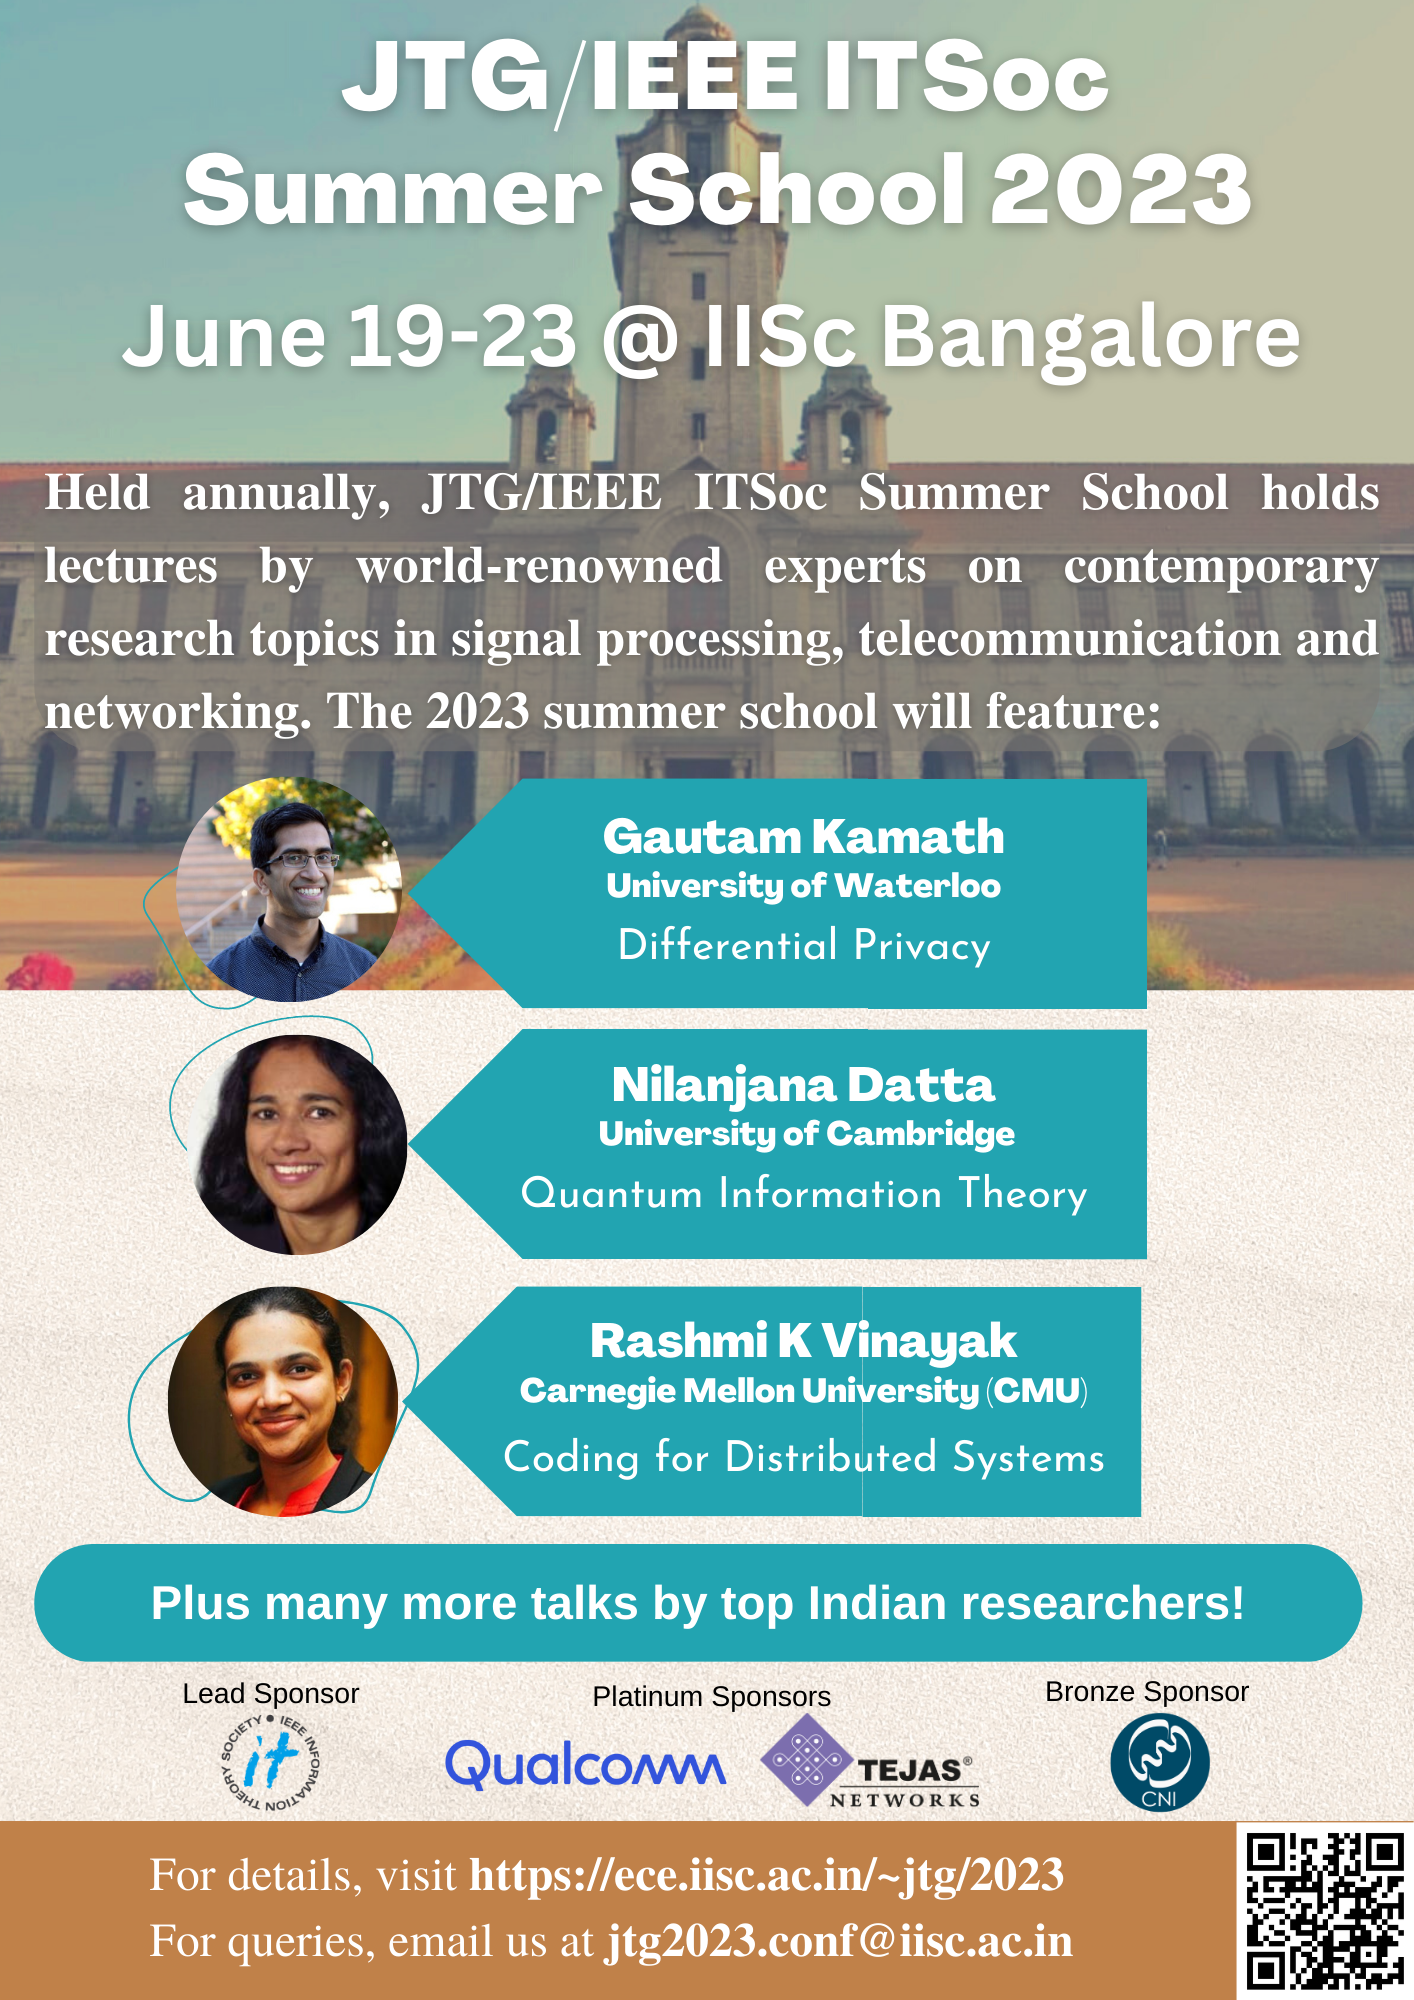 JTG/IEEE ITSoc
Summer School 2023
June 19-23 @ IISc Bangalore
Held annually, JTG/IEEE ITSoc Summer School holds
lectures by world-renowned experts on contemporary
research topics in signal processing, telecommunication and
networking. The 2023 summer school will feature:
Gautam Kamath
University of Waterloo
Differential Privacy
Nilanjana Datta
University of Cambridge
Quantum Information Theory
Rashmi K Vinayak
Carnegie Mellon University (CMU)
Coding for Distributed Systems
Plus many more talks by top Indian researchers!
Lead Sponsor
Platinum Sponsors
Bronze Sponsor
IEEE INFORMATION THEORY SOCIETY
it
Qualcomm
TEJAS®
NETWORKS
CNI
For details, visit https://ece.iisc.ac.in/~jtg/2023
For queries, email us at jtg2023.conf@iisc.ac.in